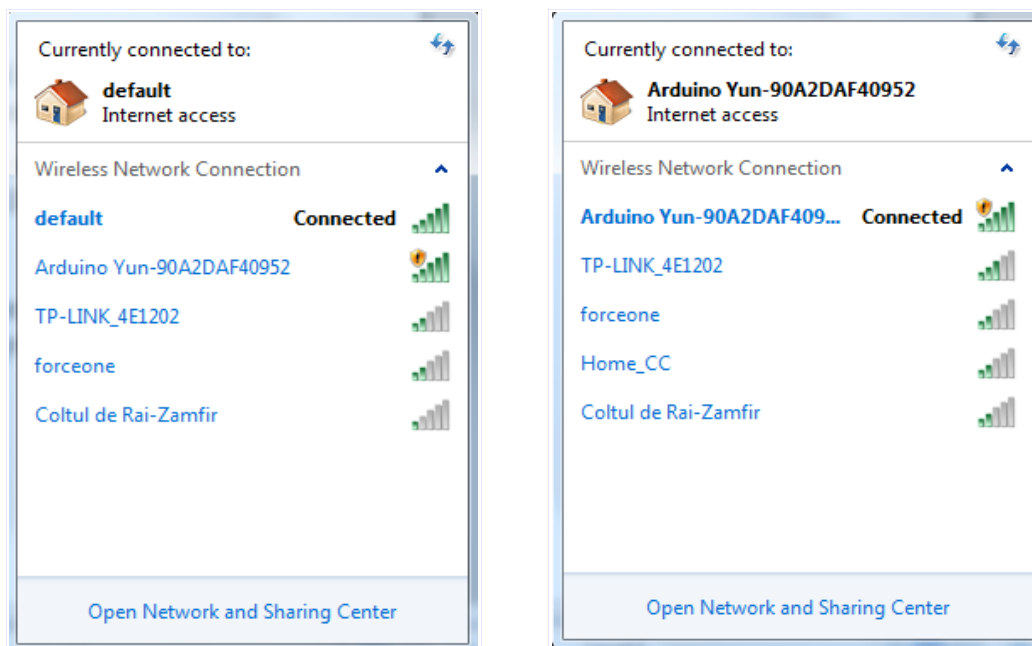 Currently connected to:
default
Internet access
Wireless Network Connection
default Connected
Arduino Yun-90A2DAF40952
TP-LINK_4E1202
forceone
Coltul de Rai-Zamfir
Open Network and Sharing Center
Currently connected to:
Arduino Yun-90A2DAF40952
Internet access
Wireless Network Connection
Arduino Yun-90A2DAF409... Connected
TP-LINK_4E1202
forceone
Home_CC
Coltul de Rai-Zamfir
Open Network and Sharing Center